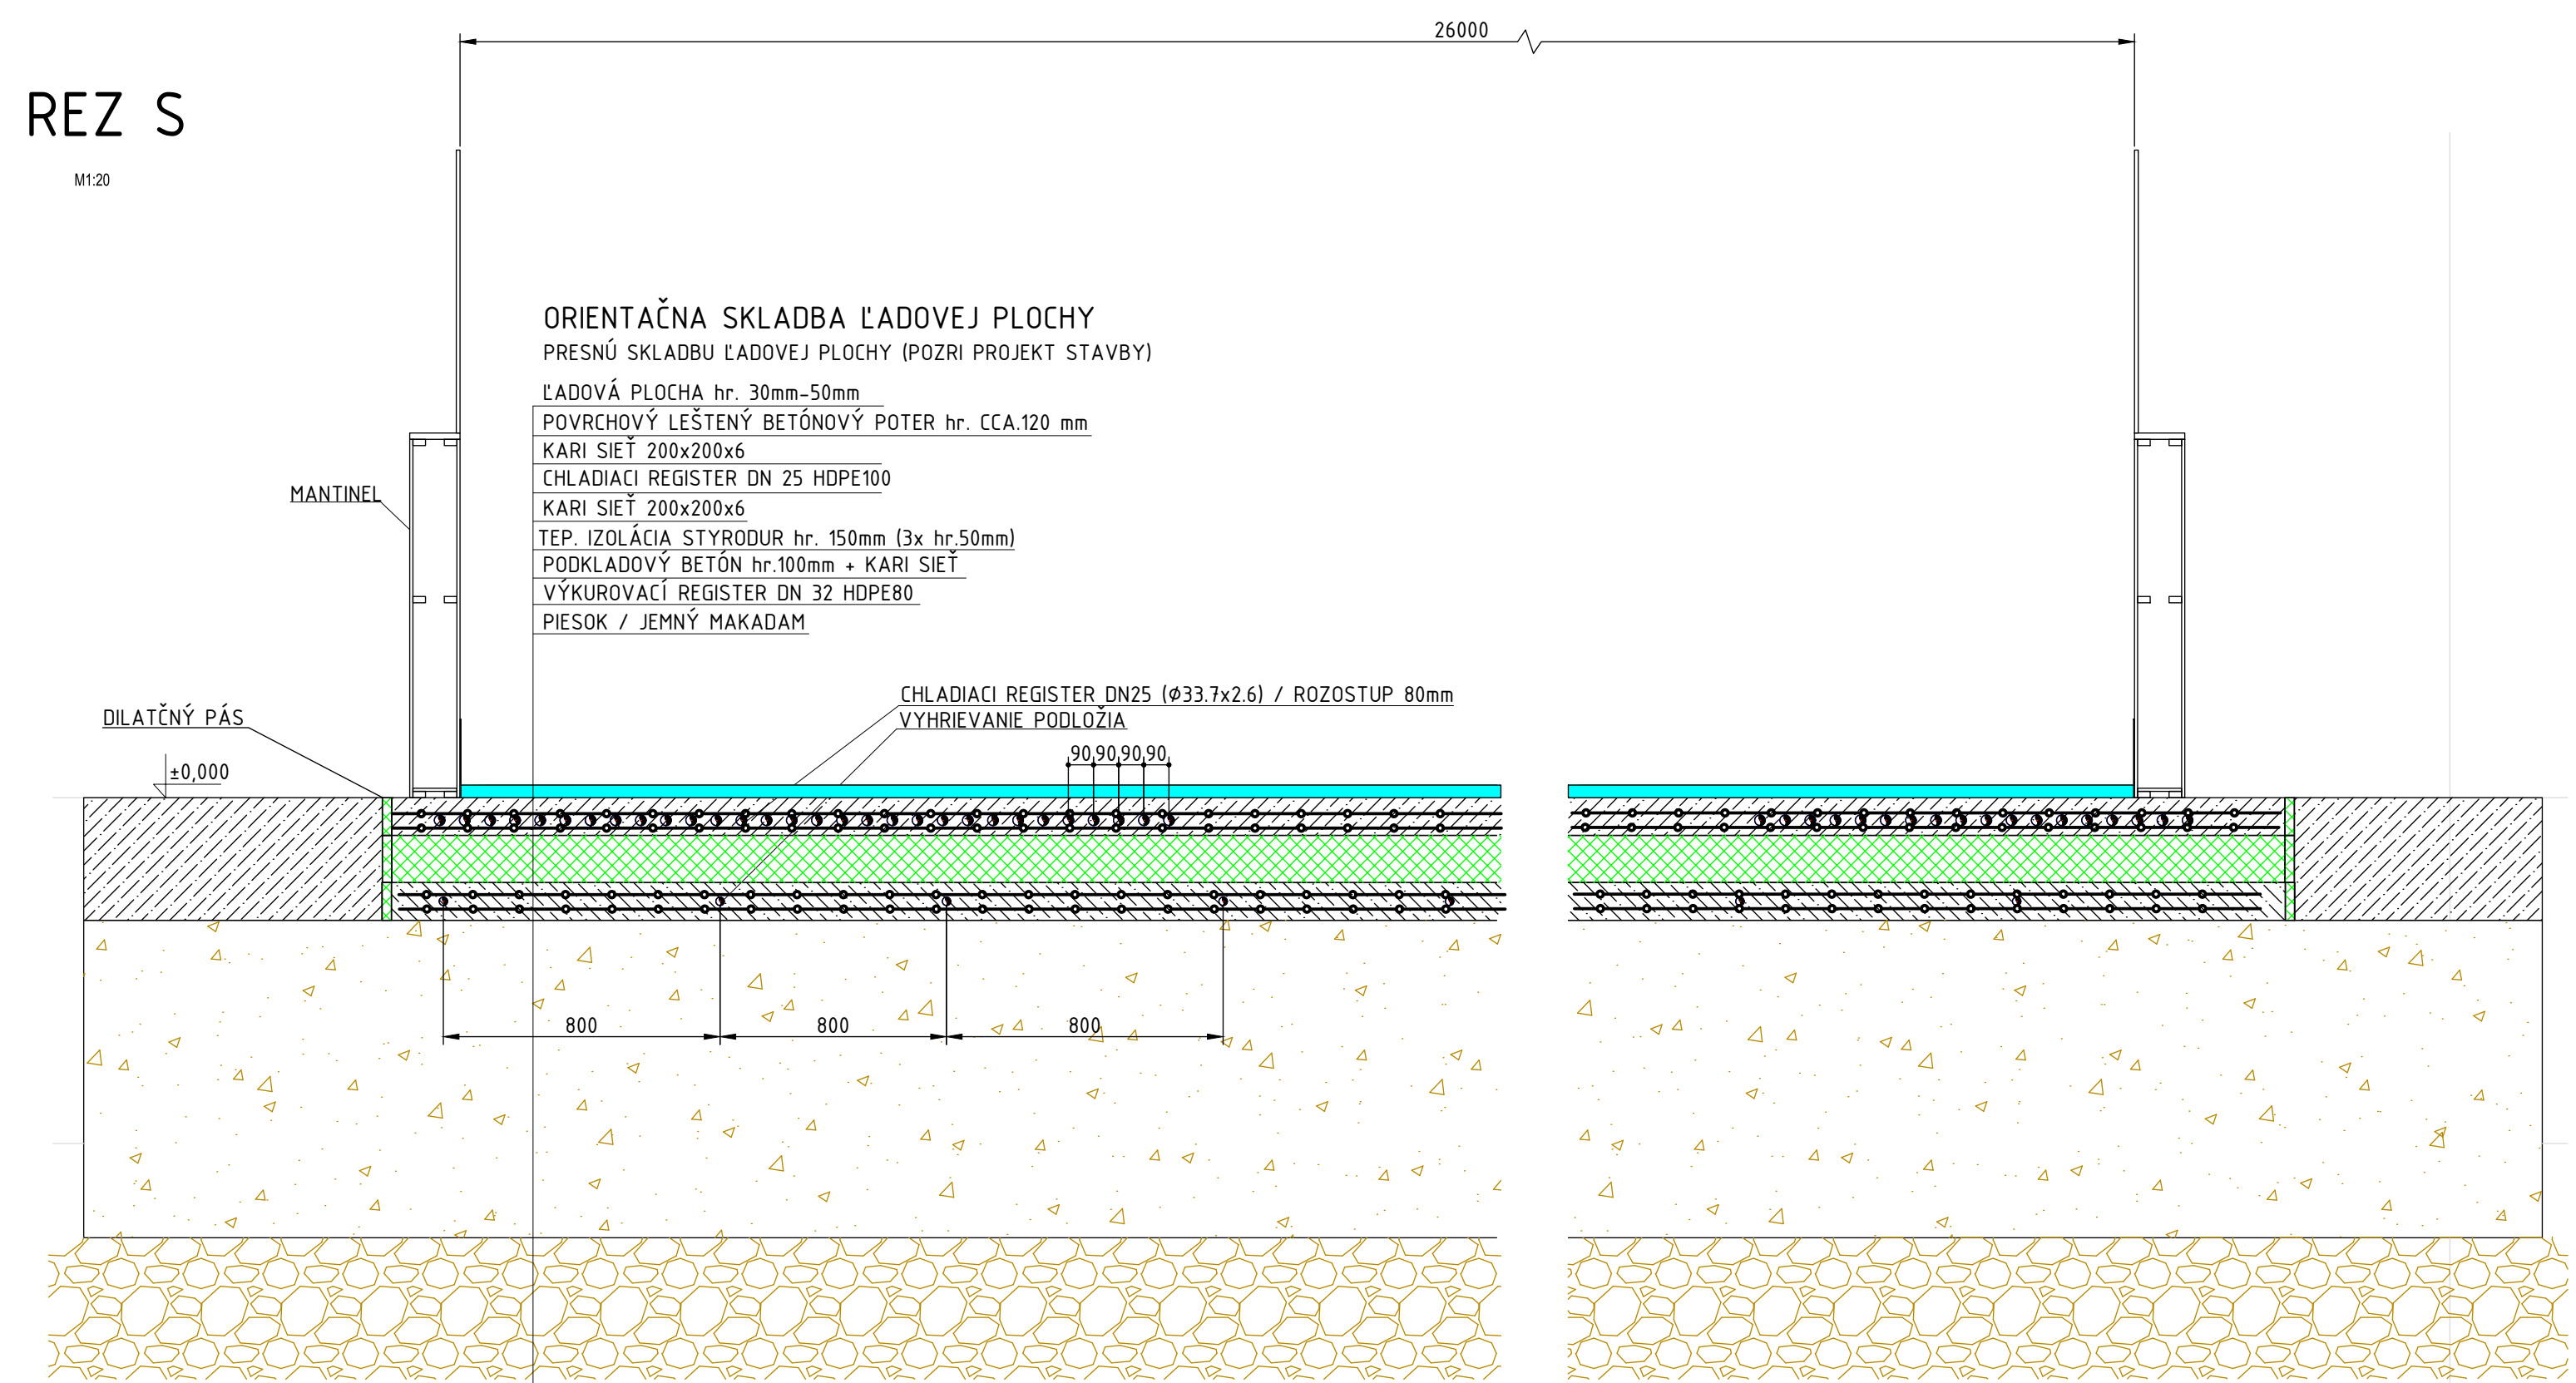 26000
REZ S
M1:20
ORIENTAČNA SKLADBA ĽADOVEJ PLOCHY
PRESNÚ SKLADBU ĽADOVEJ PLOCHY (POZRI PROJEKT STAVBY)
ĽADOVÁ PLOCHA hr. 30mm-50mm
POVRCHOVÝ LEŠTENÝ BETÓNOVÝ POTER hr. CCA.120 mm
KARI SIEŤ 200x200x6
CHLADIACI REGISTER DN 25 HDPE100
KARI SIEŤ 200x200x6
TEP. IZOLÁCIA STYRODUR hr. 150mm (3x hr.50mm)
PODKLADOVÝ BETÓN hr.100mm + KARI SIEŤ
VÝKUROVACÍ REGISTER DN 32 HDPE80
PIESOK / JEMNÝ MAKADAM
MANTINEL
CHLADIACI REGISTER DN25 (Ø33.7x2.6) / ROZOSTUP 80mm
VYHRIEVANIE PODLOŽIA
DILATČNÝ PÁS
±0,000
90 90 90 90
800 800 800